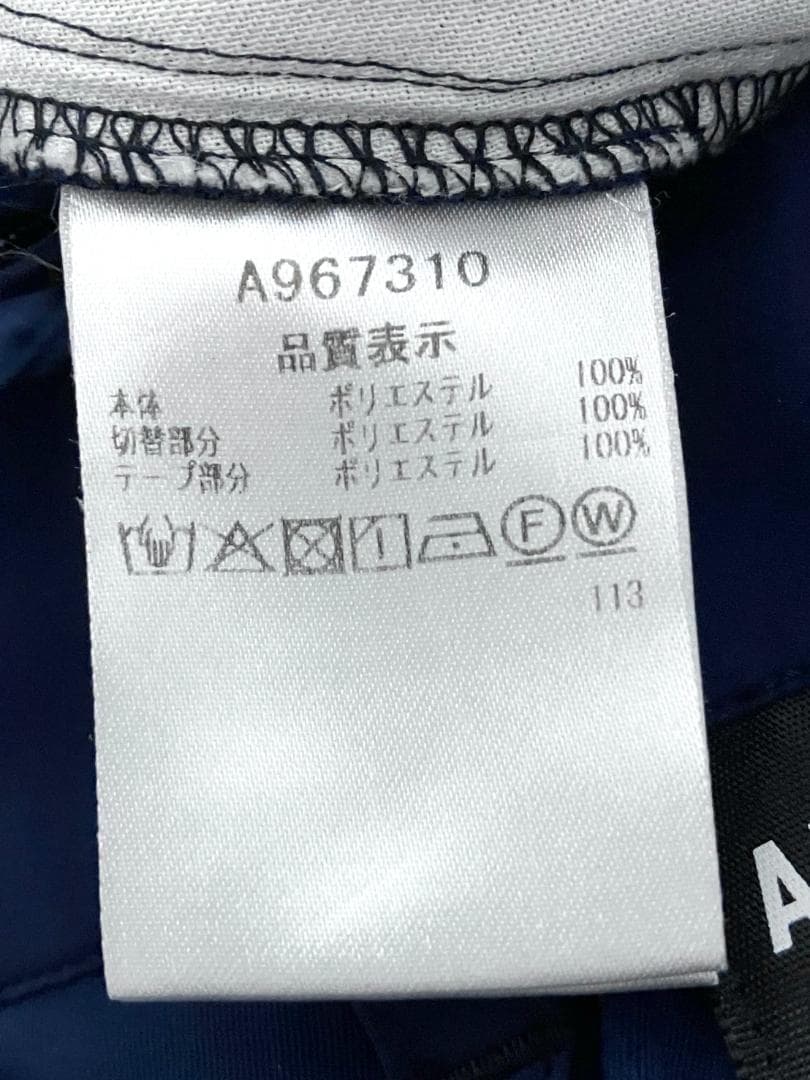 A967310
品質表示
本体 ポリエステル 100%
切替部分 ポリエステル 100%
テープ部分 ポリエステル 100%
F W
113
A